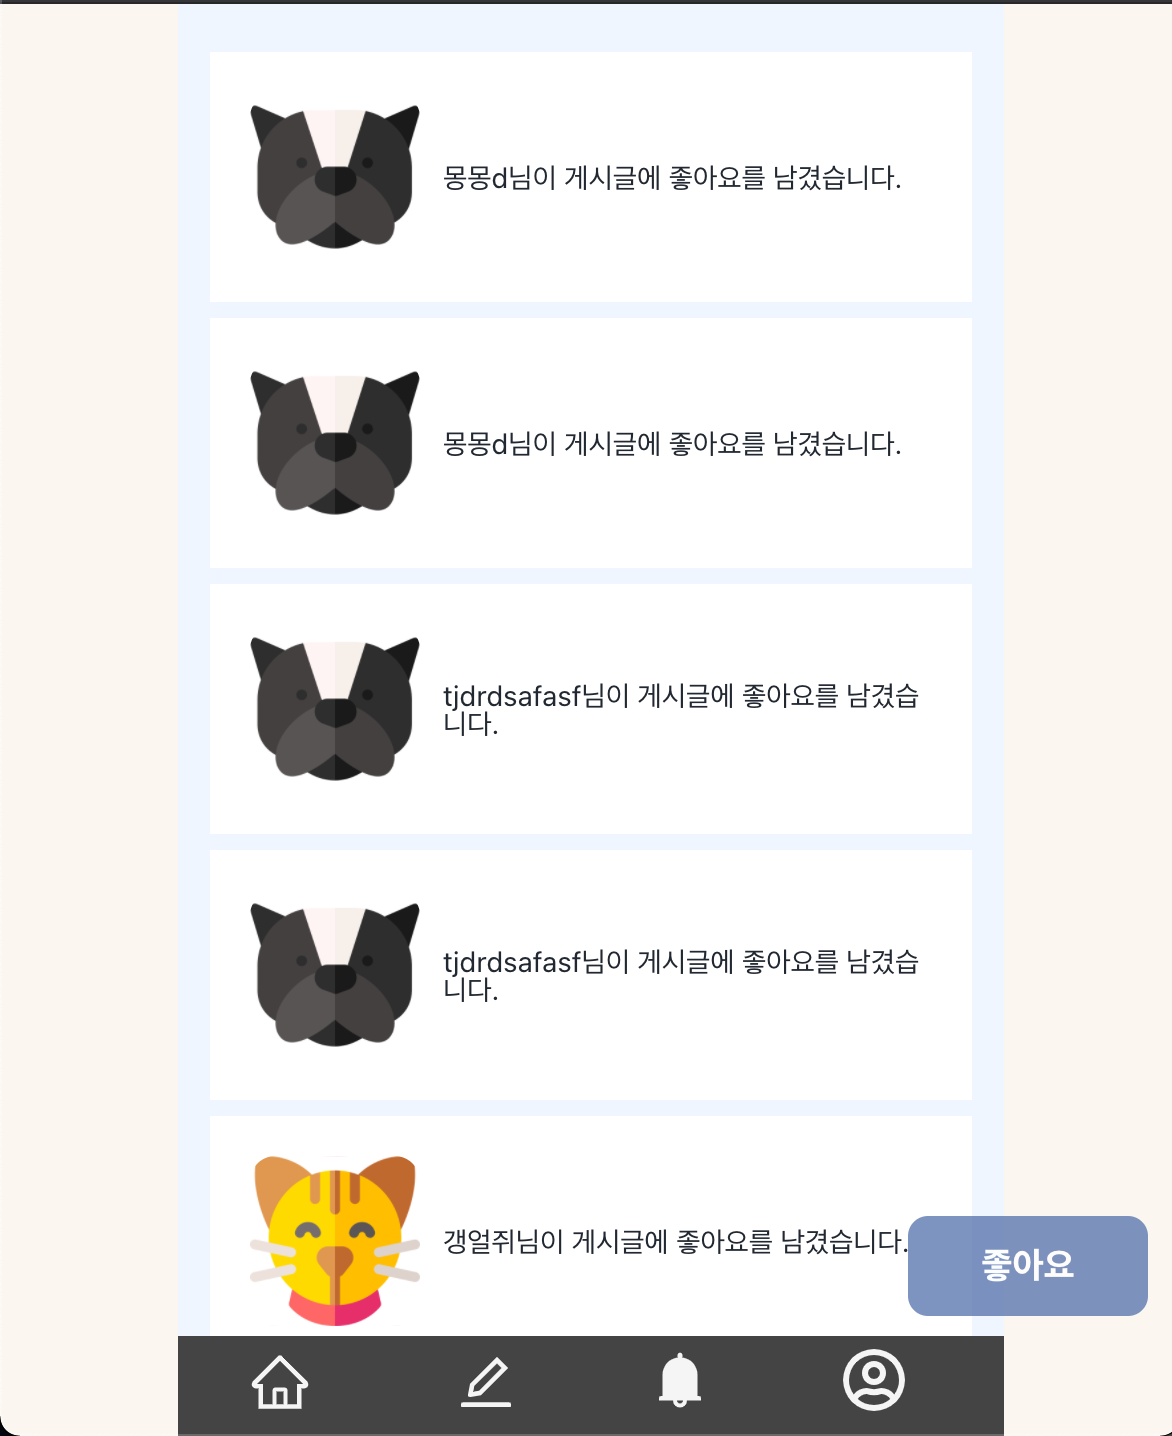 몽몽d님이 게시글에 좋아요를 남겼습니다.
몽몽d님이 게시글에 좋아요를 남겼습니다.
tjdrdsafasf님이 게시글에 좋아요를 남겼습
니다.
tjdrdsafasf님이 게시글에 좋아요를 남겼습
니다.
갱얼쥐님이 게시글에 좋아요를 남겼습니다.
좋아요